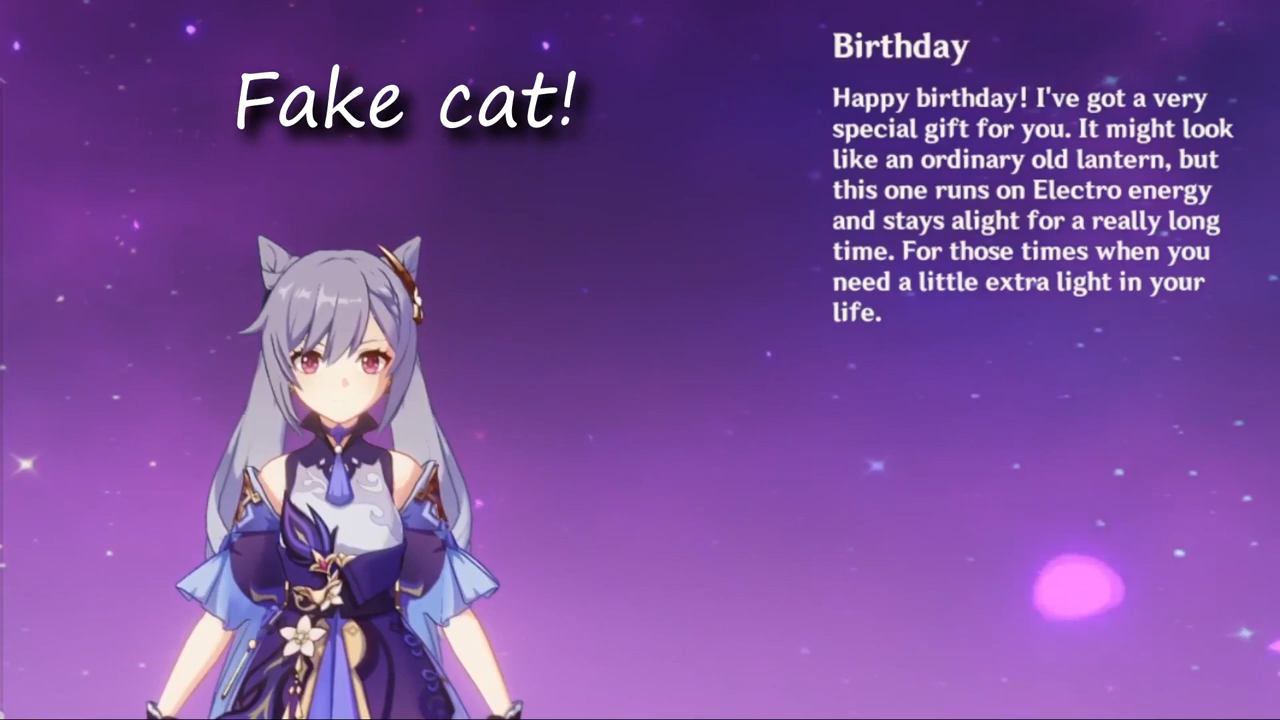 Fake cat!
Birthday
Happy birthday! I've got a very
special gift for you. It might look
like an ordinary old lantern, but
this one runs on Electro energy
and stays alight for a really long
time. For those times when you
need a little extra light in your
life.